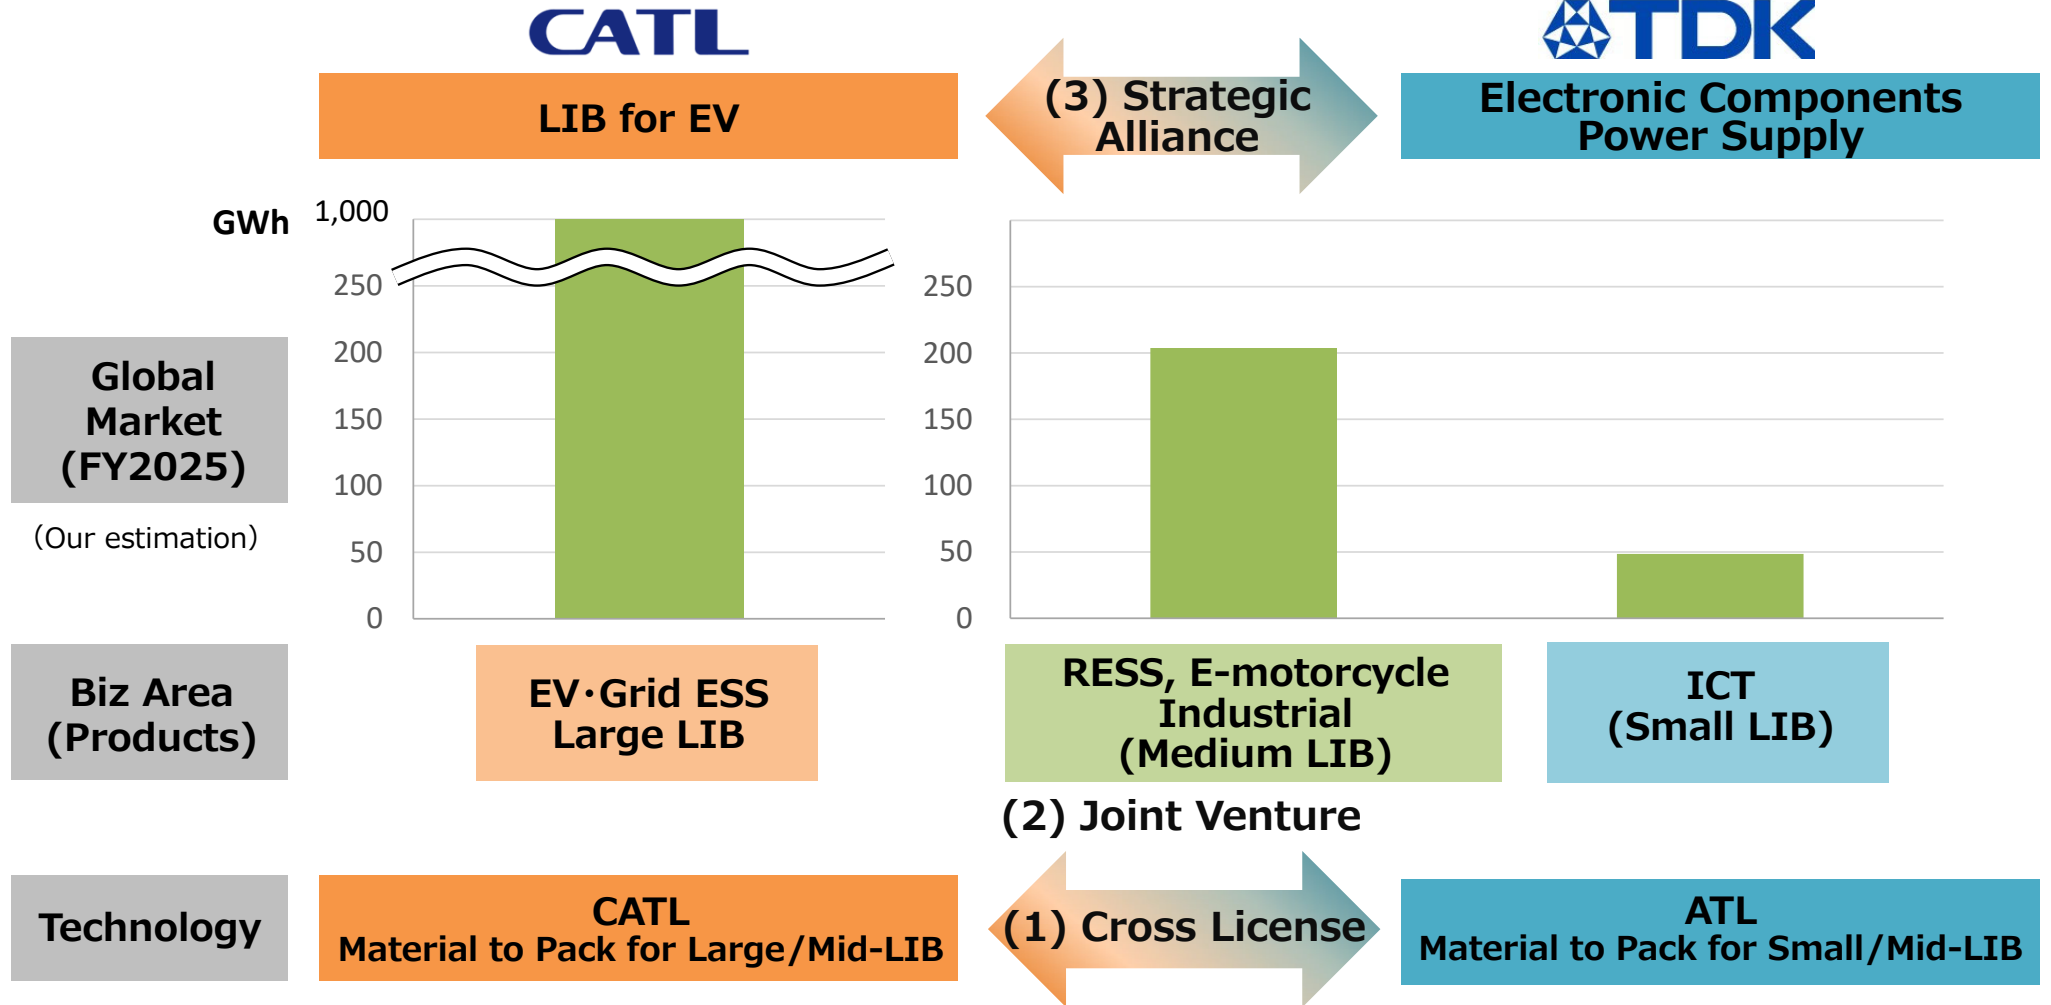 CATL
TDK
LIB for EV
(3) Strategic
Alliance
Electronic Components
Power Supply
GWh
1,000
250
200
150
100
50
0
250
200
150
100
50
0
Global
Market
(FY2025)
(Our estimation)
Biz Area
(Products)
EV･Grid ESS
Large LIB
RESS, E-motorcycle
Industrial
(Medium LIB)
ICT
(Small LIB)
(2) Joint Venture
Technology
CATL
Material to Pack for Large/Mid-LIB
(1) Cross License
ATL
Material to Pack for Small/Mid-LIB